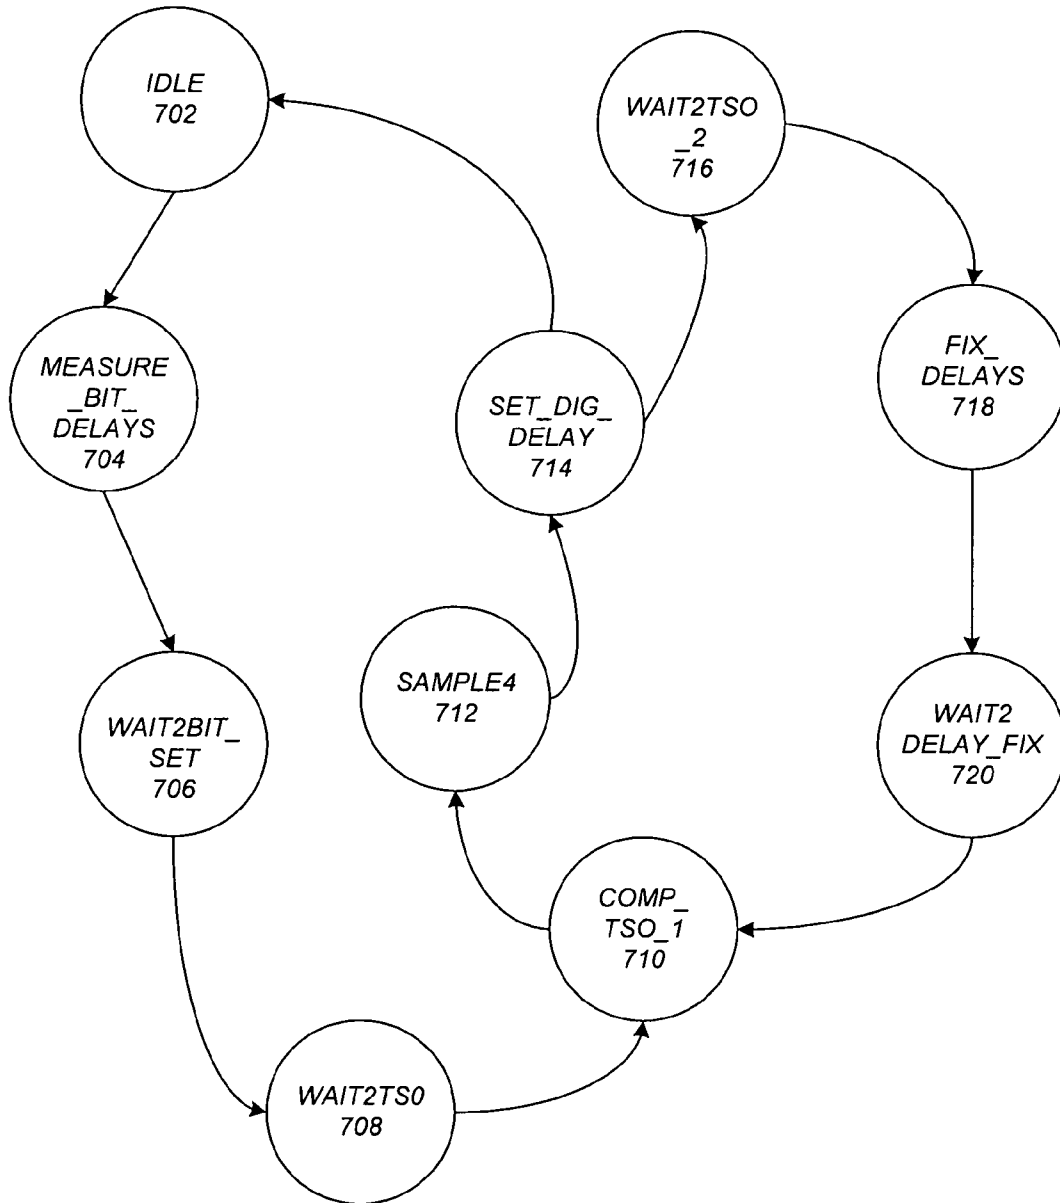 IDLE
702
WAIT2TSO
_2
716
MEASURE
_BIT_
DELAYS
704
SET_DIG_
DELAY
714
FIX_
DELAYS
718
WAIT2BIT_
SET
706
SAMPLE4
712
WAIT2
DELAY_FIX
720
COMP_
TSO_1
710
WAIT2TS0
708